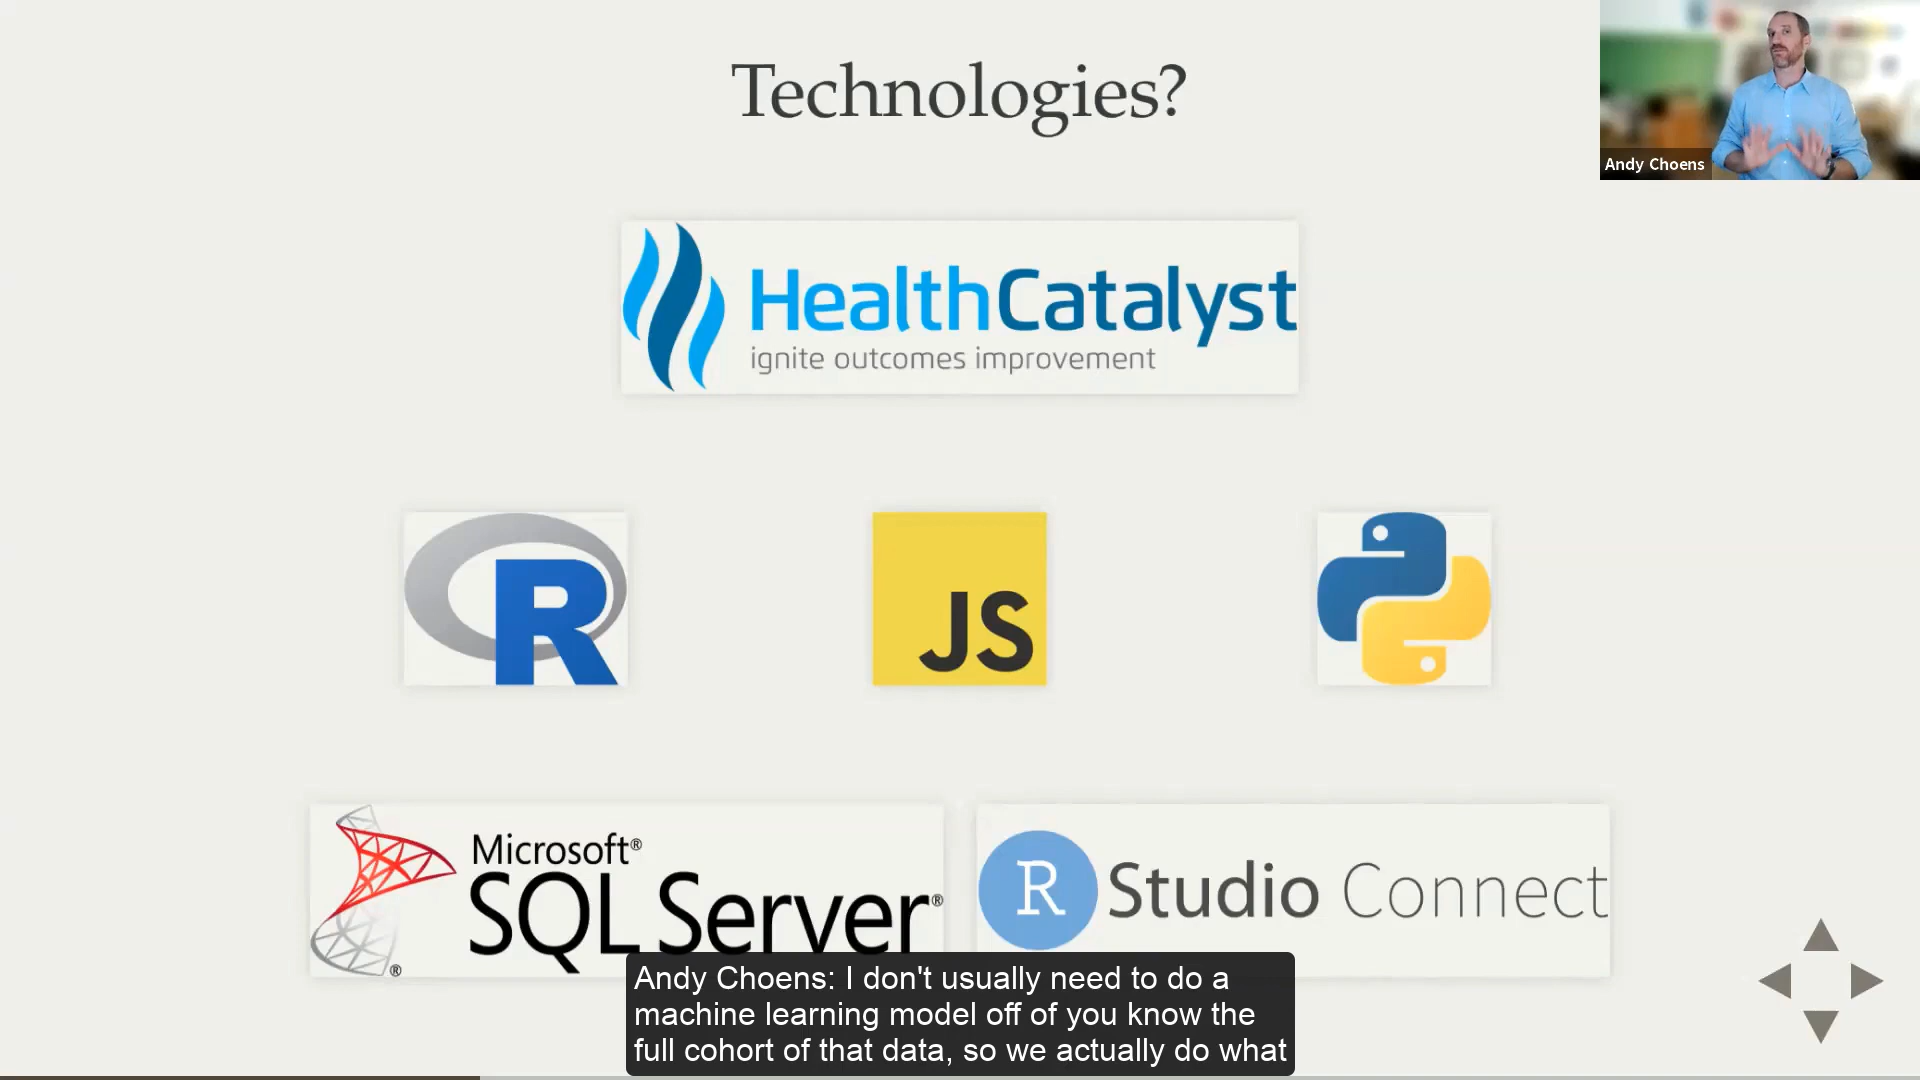 Technologies?
Andy Choens
HealthCatalyst
ignite outcomes improvement
R
JS
Microsoft®
SQL Server®
®
R Studio Connect
Andy Choens: I don't usually need to do a
machine learning model off of you know the
full cohort of that data, so we actually do what